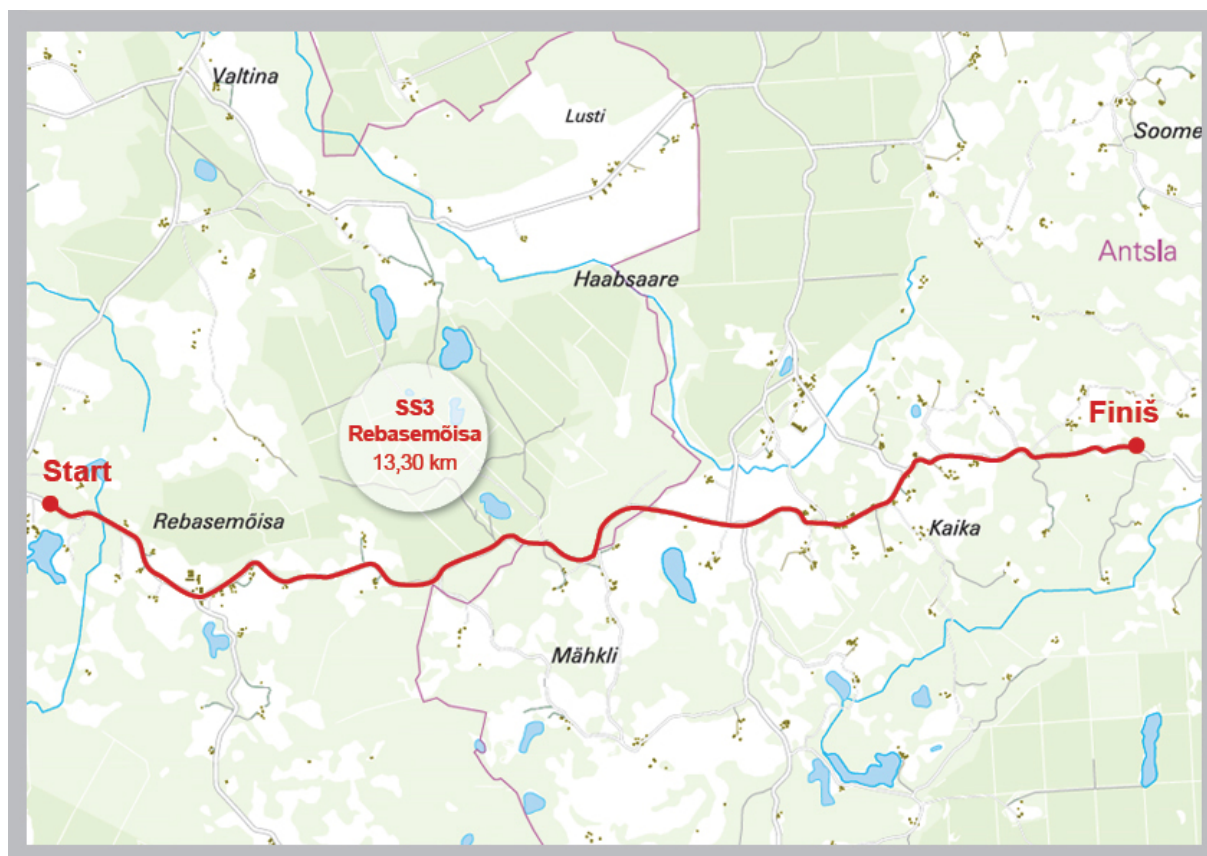 Valtina
Lusti
Soome
Antsla
Haabsaare
SS3
Rebasemõisa
13,30 km
Finiš
Start
Rebasemõisa
Kaika
Mähkli